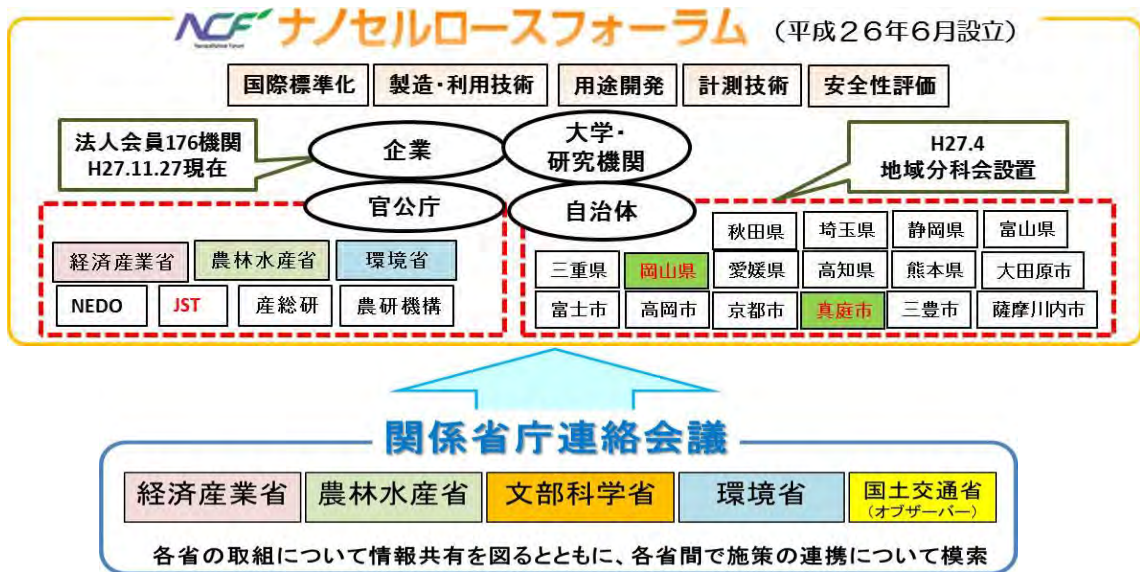 NCF ナノセルロースフォーラム (平成26年6月設立)
Nanocellulose Forum
国際標準化 製造・利用技術 用途開発 計測技術 安全性評価
法人会員176機関
H27.11.27現在
企業
大学・
研究機関
H27.4
地域分科会設置
官公庁
自治体
経済産業省 農林水産省 環境省
NEDO JST 産総研 農研機構
秋田県 埼玉県 静岡県 富山県
三重県 岡山県 愛媛県 高知県 熊本県 大田原市
富士市 高岡市 京都市 真庭市 三豊市 薩摩川内市
関係省庁連絡会議
経済産業省 農林水産省 文部科学省 環境省 国土交通省
(オブザーバー)
各省の取組について情報共有を図るとともに、各省間で施策の連携について模索